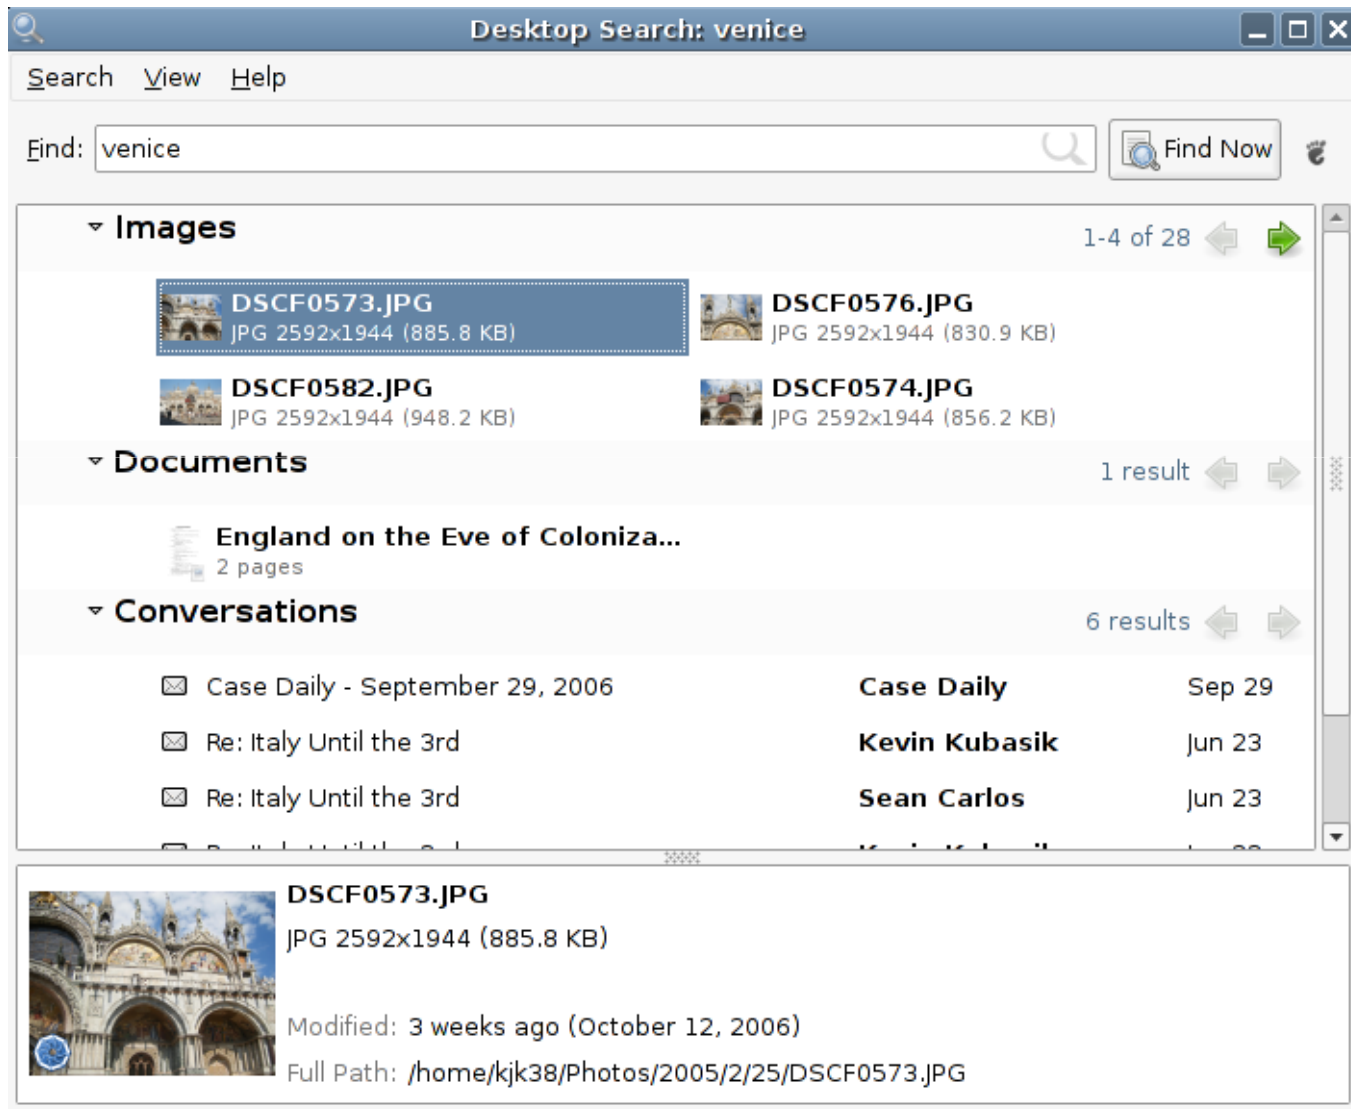 Desktop Search: venice
Search View Help
Find: venice Find Now
Images 1-4 of 28
DSCF0573.JPG DSCF0576.JPG
JPG 2592x1944 (885.8 KB) JPG 2592x1944 (830.9 KB)
DSCF0582.JPG DSCF0574.JPG
JPG 2592x1944 (948.2 KB) JPG 2592x1944 (856.2 KB)
Documents 1 result
England on the Eve of Coloniza...
2 pages
Conversations 6 results
Case Daily - September 29, 2006 Case Daily Sep 29
Re: Italy Until the 3rd Kevin Kubasik Jun 23
Re: Italy Until the 3rd Sean Carlos Jun 23
DSCF0573.JPG
JPG 2592x1944 (885.8 KB)
Modified: 3 weeks ago (October 12, 2006)
Full Path: /home/kjk38/Photos/2005/2/25/DSCF0573.JPG